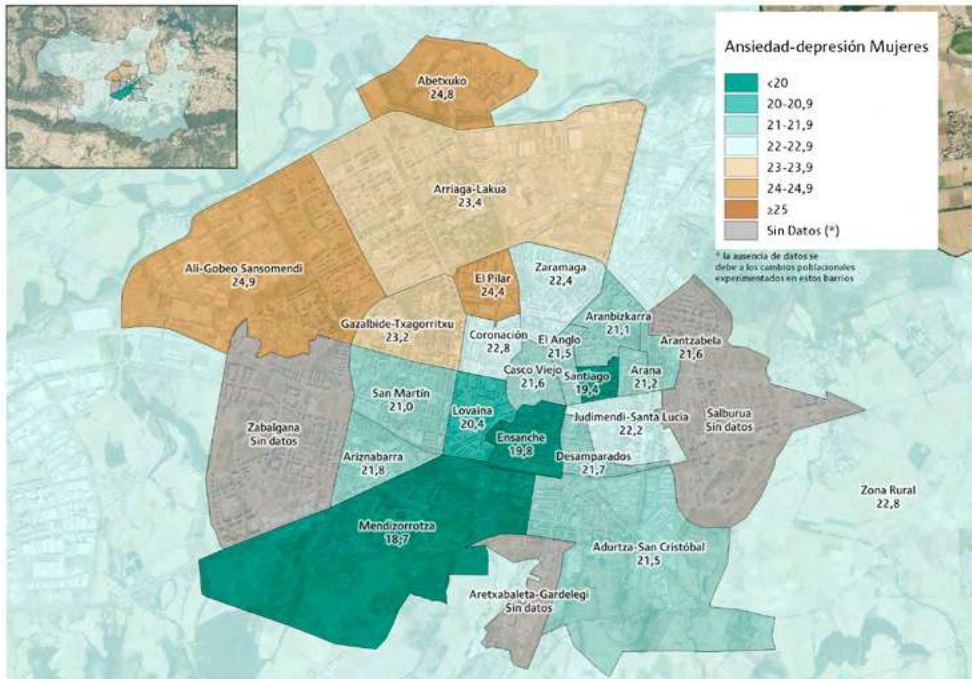 Ansiedad-depresión Mujeres
<20
20-20,9
21-21,9
22-22,9
23-23,9
24-24,9
≥25
Sin Datos (*)
* la ausencia de datos se
debe a los cambios poblacionales
experimentados en estos barrios
Abetxuko
24,8
Arriaga-Lakua
23,4
Ali-Gobeo Sansomendi
24,9
El Pilar
24,4
Zaramaga
22,4
Gazalbide-Txagorritxu
23,2
Coronación
22,8
Aranbizkarra
21,1
El Anglo
21,5
Arantzabela
21,6
Casco Viejo
21,6
Santiago
19,4
Arana
21,2
San Martín
21,0
Lovaina
20,4
Judimendi-Santa Lucia
22,2
Salburua
Sin datos
Zabalgana
Sin datos
Ensanche
19,8
Ariznabarra
21,8
Desamparados
21,7
Zona Rural
22,8
Mendizorrotza
18,7
Adurtza-San Cristóbal
21,5
Aretxabaleta-Gardelegi
Sin datos